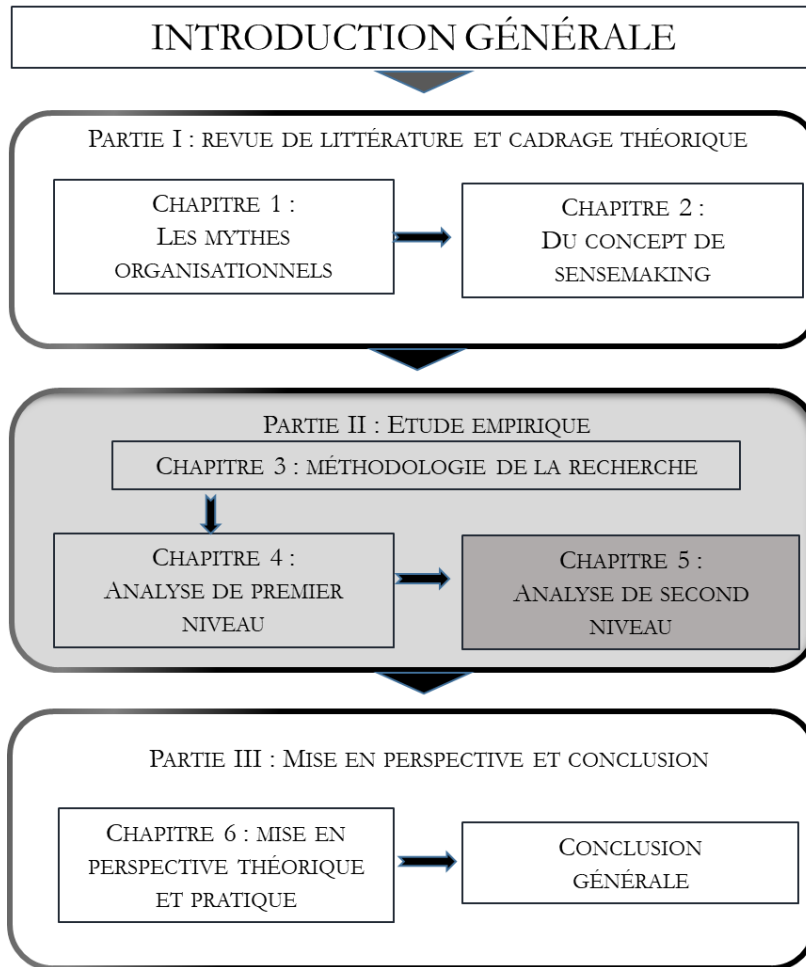 INTRODUCTION GÉNÉRALE
PARTIE I : REVUE DE LITTÉRATURE ET CADRAGE THÉORIQUE
CHAPITRE 1 :
LES MYTHES
ORGANISATIONNELS
CHAPITRE 2 :
DU CONCEPT DE
SENSEMAKING
PARTIE II : ETUDE EMPIRIQUE
CHAPITRE 3 : MÉTHODOLOGIE DE LA RECHERCHE
CHAPITRE 4 :
ANALYSE DE PREMIER
NIVEAU
CHAPITRE 5 :
ANALYSE DE SECOND
NIVEAU
PARTIE III : MISE EN PERSPECTIVE ET CONCLUSION
CHAPITRE 6 : MISE EN
PERSPECTIVE THÉORIQUE
ET PRATIQUE
CONCLUSION
GÉNÉRALE